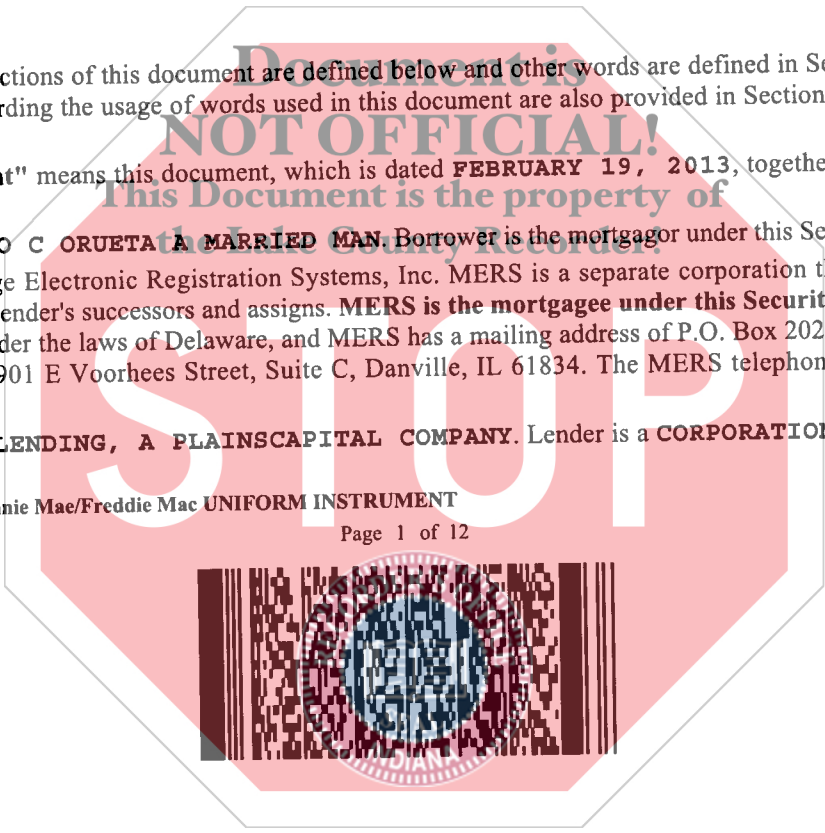 Document is
ctions of this document are defined below and other words are defined in Se
rding the usage of words used in this document are also provided in Section
NOT OFFICIAL!
t" means this document, which is dated FEBRUARY 19, 2013, togethe
This Document is the property of
O C ORUETA A MARRIED MAN. Borrower is the mortgagor under this Se
the Lake County Recorder!
ge Electronic Registration Systems, Inc. MERS is a separate corporation t
ender's successors and assigns. MERS is the mortgagee under this Securit
der the laws of Delaware, and MERS has a mailing address of P.O. Box 202
901 E Voorhees Street, Suite C, Danville, IL 61834. The MERS telephon
STOP
LENDING, A PLAINSCAPITAL COMPANY. Lender is a CORPORATION
nie Mae/Freddie Mac UNIFORM INSTRUMENT
Page 1 of 12
SEAL
INDIANA